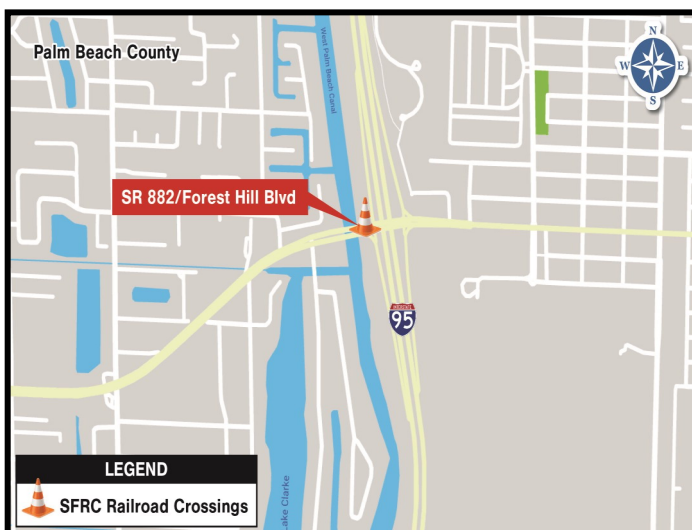 Palm Beach County
West Palm Beach Canal
N
W
E
S
SR 882/Forest Hill Blvd
INTERSTATE
95
Lake Clarke
LEGEND
SFRC Railroad Crossings